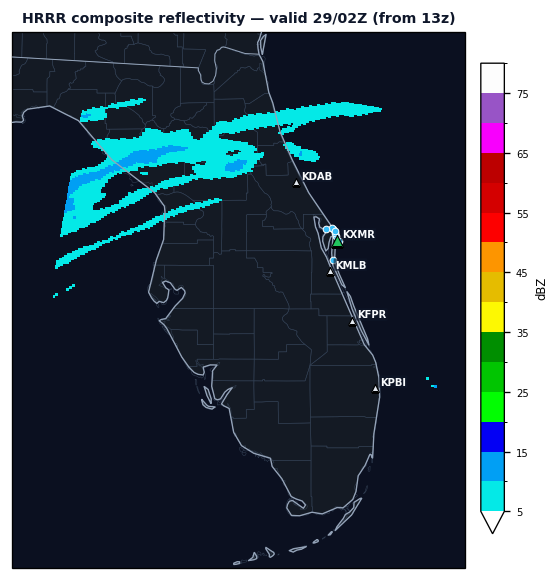 HRRR composite reflectivity — valid 29/02Z (from 13z)
KDAB
KXMR
KMLB
KFPR
KPBI
75
65
55
45
35
25
15
5
dBZ